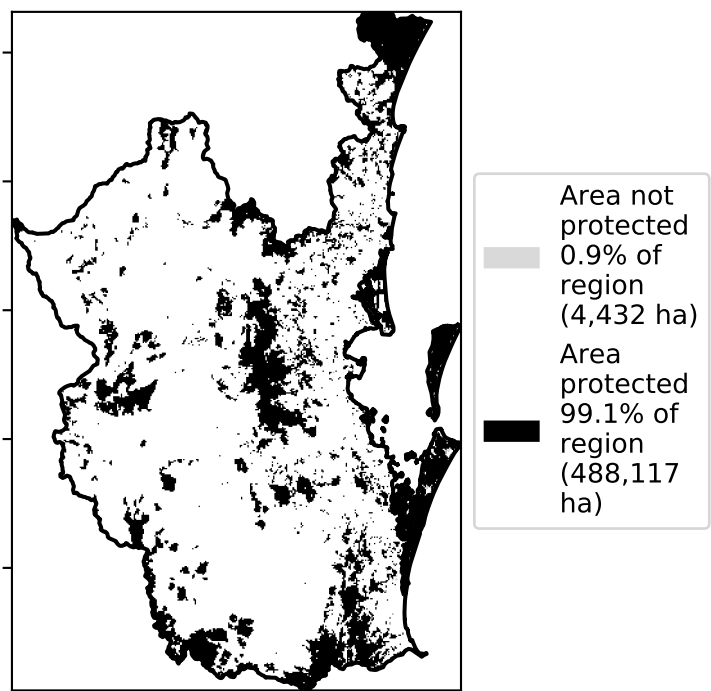 Area not
protected
0.9% of
region
(4,432 ha)
Area
protected
99.1% of
region
(488,117
ha)